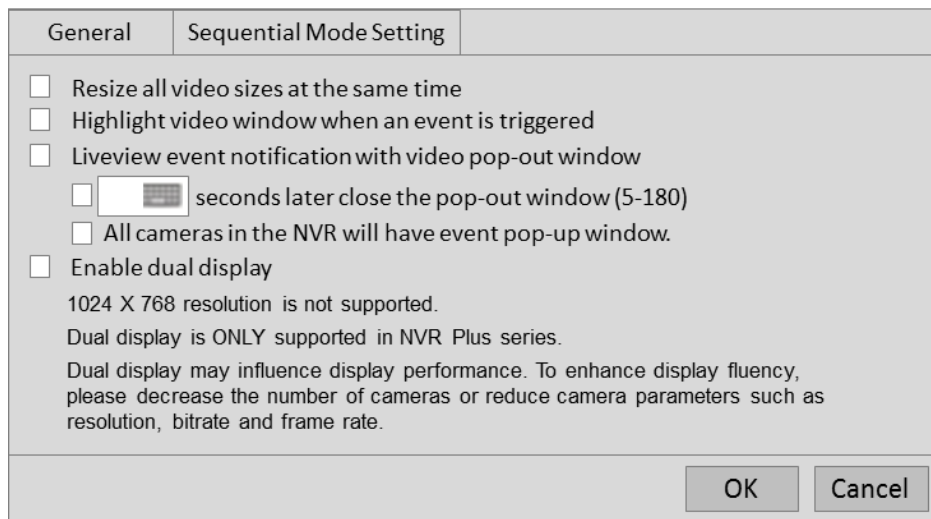 General
Sequential Mode Setting
Resize all video sizes at the same time
Highlight video window when an event is triggered
Liveview event notification with video pop-out window
seconds later close the pop-out window (5-180)
All cameras in the NVR will have event pop-up window.
Enable dual display
1024 X 768 resolution is not supported.
Dual display is ONLY supported in NVR Plus series.
Dual display may influence display performance. To enhance display fluency,
please decrease the number of cameras or reduce camera parameters such as
resolution, bitrate and frame rate.
OK
Cancel